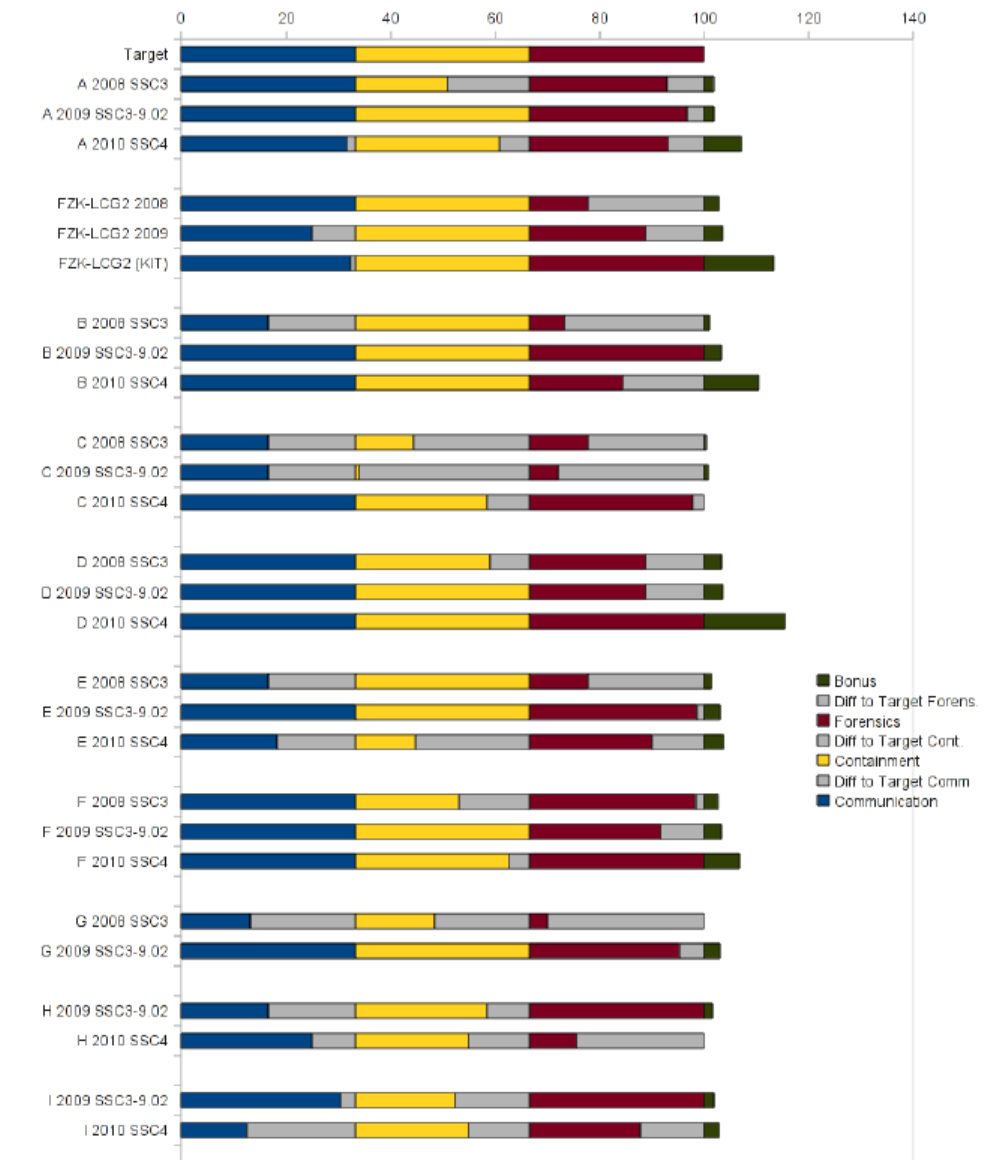 0 20 40 60 80 100 120 140
Target
A 2008 SSC3
A 2009 SSC3-9.02
A 2010 SSC4
FZK-LCG2 2008
FZK-LCG2 2009
FZK-LCG2 (KIT)
B 2008 SSC3
B 2009 SSC3-9.02
B 2010 SSC4
C 2008 SSC3
C 2009 SSC3-9.02
C 2010 SSC4
D 2008 SSC3
D 2009 SSC3-9.02
D 2010 SSC4
E 2008 SSC3
E 2009 SSC3-9.02
E 2010 SSC4
F 2008 SSC3
F 2009 SSC3-9.02
F 2010 SSC4
G 2008 SSC3
G 2009 SSC3-9.02
H 2009 SSC3-9.02
H 2010 SSC4
I 2009 SSC3-9.02
I 2010 SSC4
Bonus
Diff to Target Forens.
Forensics
Diff to Target Cont.
Containment
Diff to Target Comm
Communication